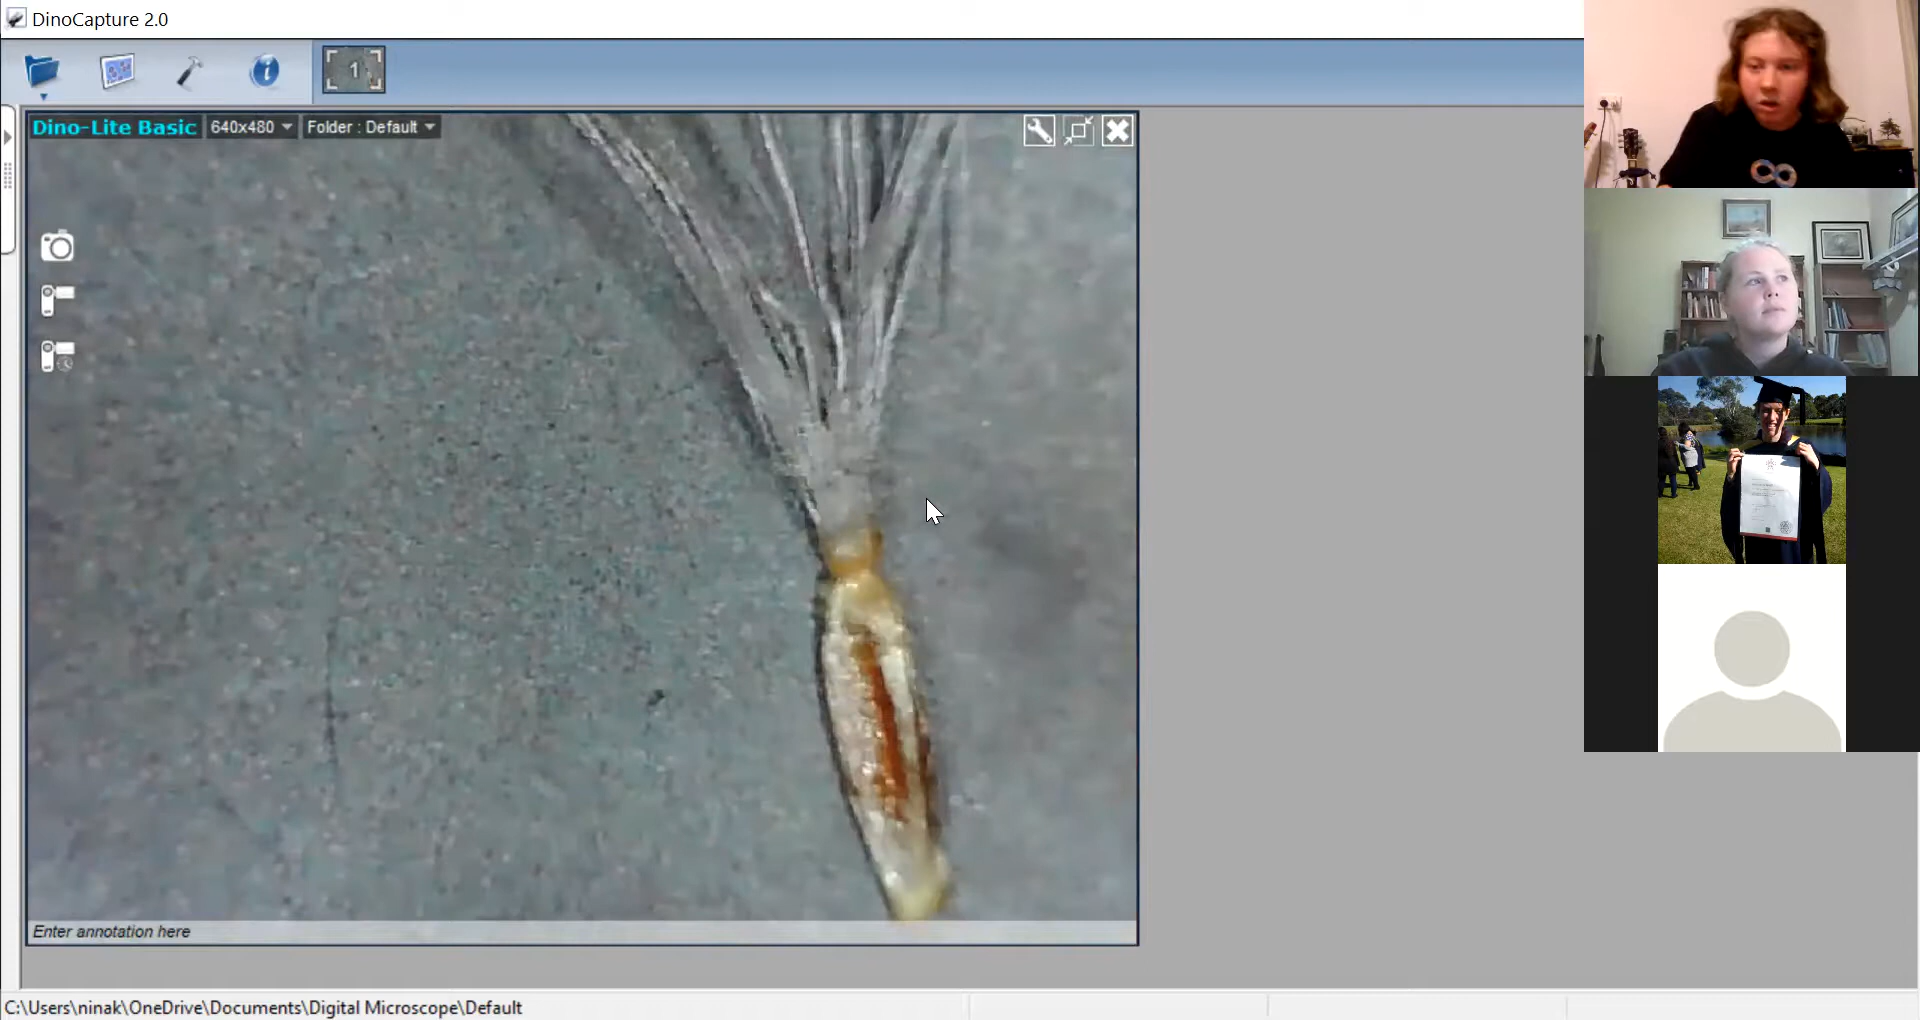 DinoCapture 2.0
1
Dino-Lite Basic 640x480 Folder : Default
Enter annotation here
C:\Users\ninak\OneDrive\Documents\Digital Microscope\Default